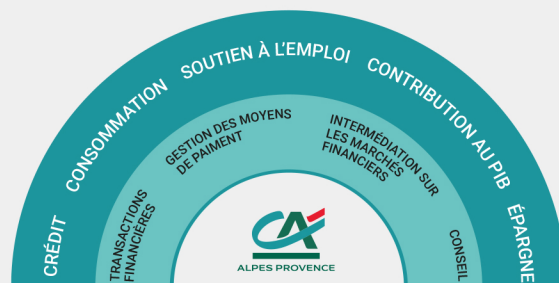 CRÉDIT
CONSOMMATION
SOUTIEN À L'EMPLOI
CONTRIBUTION AU PIB
ÉPARGNE
TRANSACTIONS
FINANCIÈRES
GESTION DES MOYENS
DE PAIMENT
INTERMÉDIATION SUR
LES MARCHÉS
FINANCIERS
CONSEIL
CA
ALPES PROVENCE